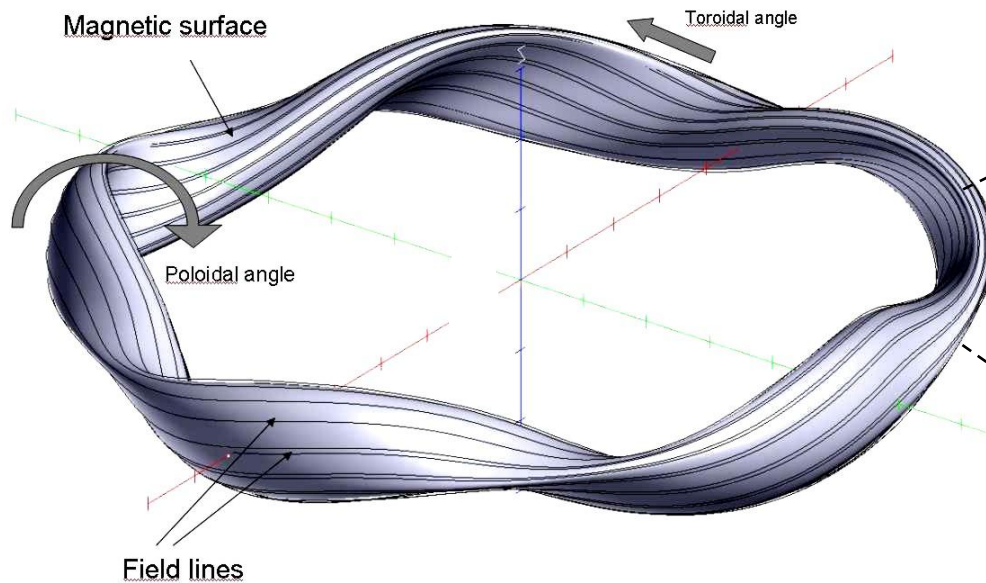 Toroidal angle
Magnetic surface
Poloidal angle
Field lines